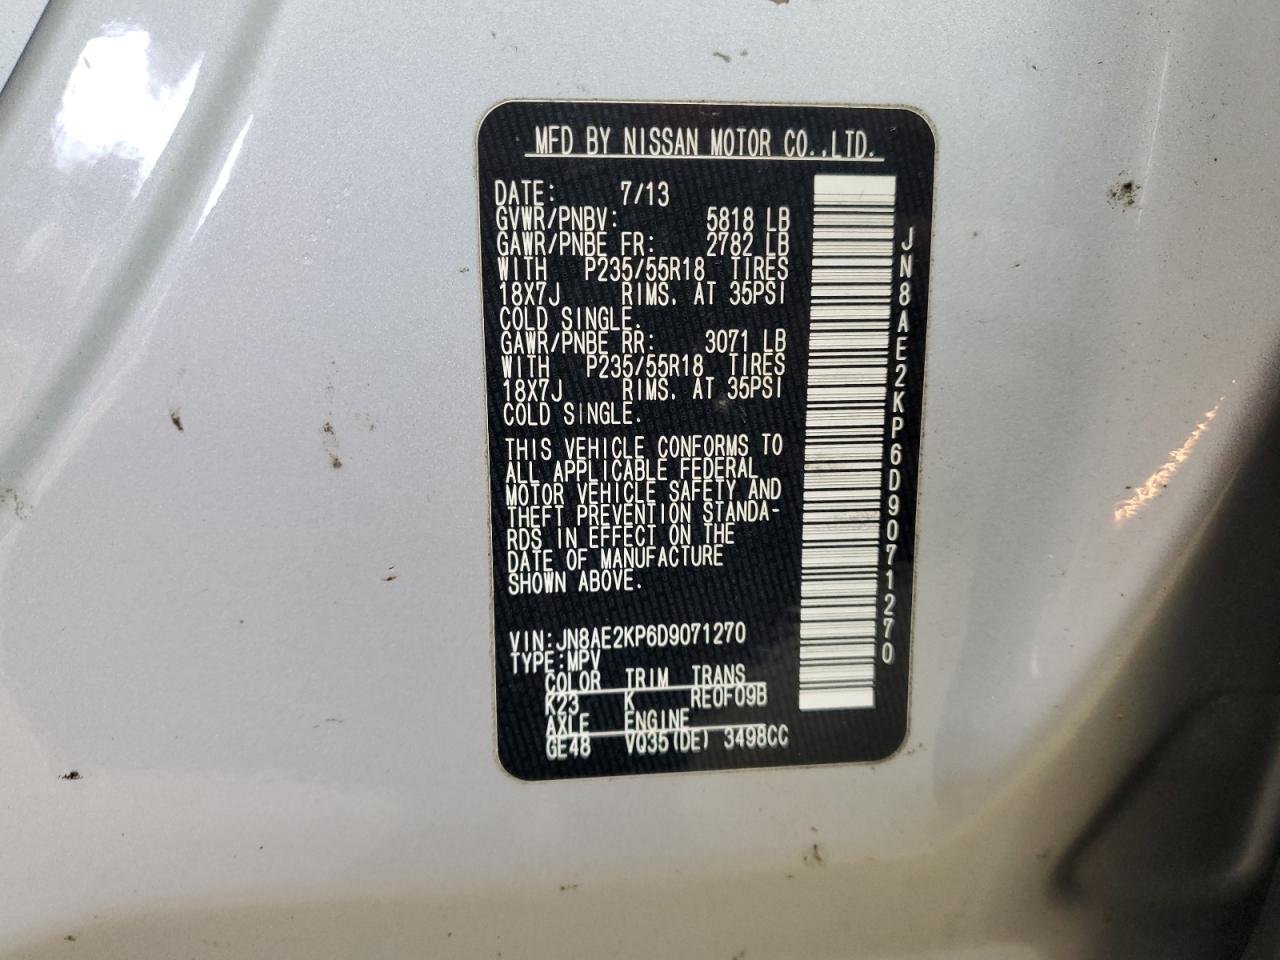 MFD BY NISSAN MOTOR CO.,LTD.
DATE: 7/13
GVWR/PNBV: 5818 LB
GAWR/PNBE FR: 2782 LB
WITH P235/55R18 TIRES
18X7J RIMS. AT 35PSI
COLD SINGLE.
GAWR/PNBE RR: 3071 LB
WITH P235/55R18 TIRES
18X7J RIMS. AT 35PSI
COLD SINGLE.
THIS VEHICLE CONFORMS TO
ALL APPLICABLE FEDERAL
MOTOR VEHICLE SAFETY AND
THEFT PREVENTION STANDA-
RDS IN EFFECT ON THE
DATE OF MANUFACTURE
SHOWN ABOVE.
VIN:JN8AE2KP6D9071270
TYPE:MPV
COLOR TRIM TRANS
K23 K RE0F09B
AXLE ENGINE
GE48 VQ35(DE) 3498CC
JN8AE2KP6D9071270